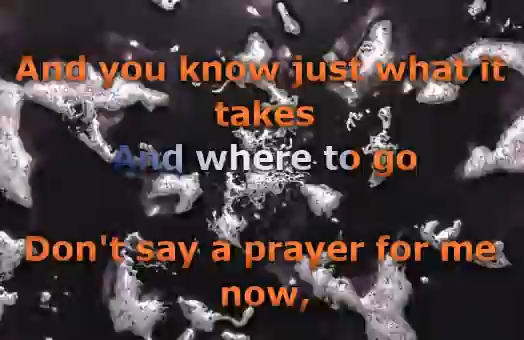 And you know just what it
takes
And where to go
Don't say a prayer for me
now,